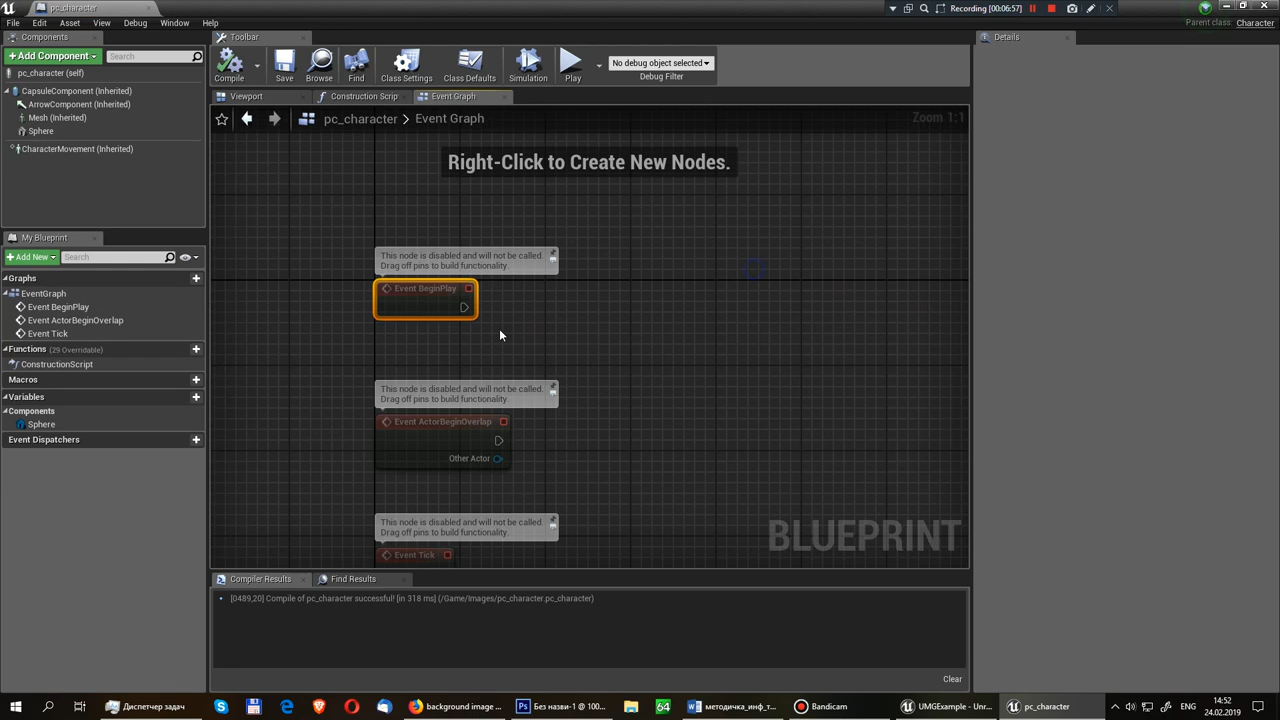 pc_character
Recording [00:06:57]
File Edit Asset View Debug Window Help
Parent class: Character
Components
Toolbar
Details
+Add Component
Search
pc_character (self)
CapsuleComponent (Inherited)
ArrowComponent (Inherited)
Mesh (Inherited)
Sphere
CharacterMovement (Inherited)
Compile
Save
Browse
Find
Class Settings
Class Defaults
Simulation
Play
No debug object selected
Debug Filter
Viewport
Construction Scrip
Event Graph
pc_character > Event Graph
Zoom 1:1
Right-Click to Create New Nodes.
My Blueprint
+Add New
Search
Graphs
EventGraph
Event BeginPlay
Event ActorBeginOverlap
Event Tick
Functions (29 Overridable)
ConstructionScript
Macros
Variables
Components
Sphere
Event Dispatchers
This node is disabled and will not be called.
Drag off pins to build functionality.
Event BeginPlay
This node is disabled and will not be called.
Drag off pins to build functionality.
Event ActorBeginOverlap
Other Actor
This node is disabled and will not be called.
Drag off pins to build functionality.
Event Tick
BLUEPRINT
Compiler Results
Find Results
[0489,20] Compile of pc_character successful! [in 318 ms] (/Game/Images/pc_character.pc_character)
Clear
Диспетчер задач
background image ...
Без назви-1 @ 100...
методичка_инф_т...
Bandicam
UMGExample - Unr...
pc_character
ENG
14:52
24.02.2019
64